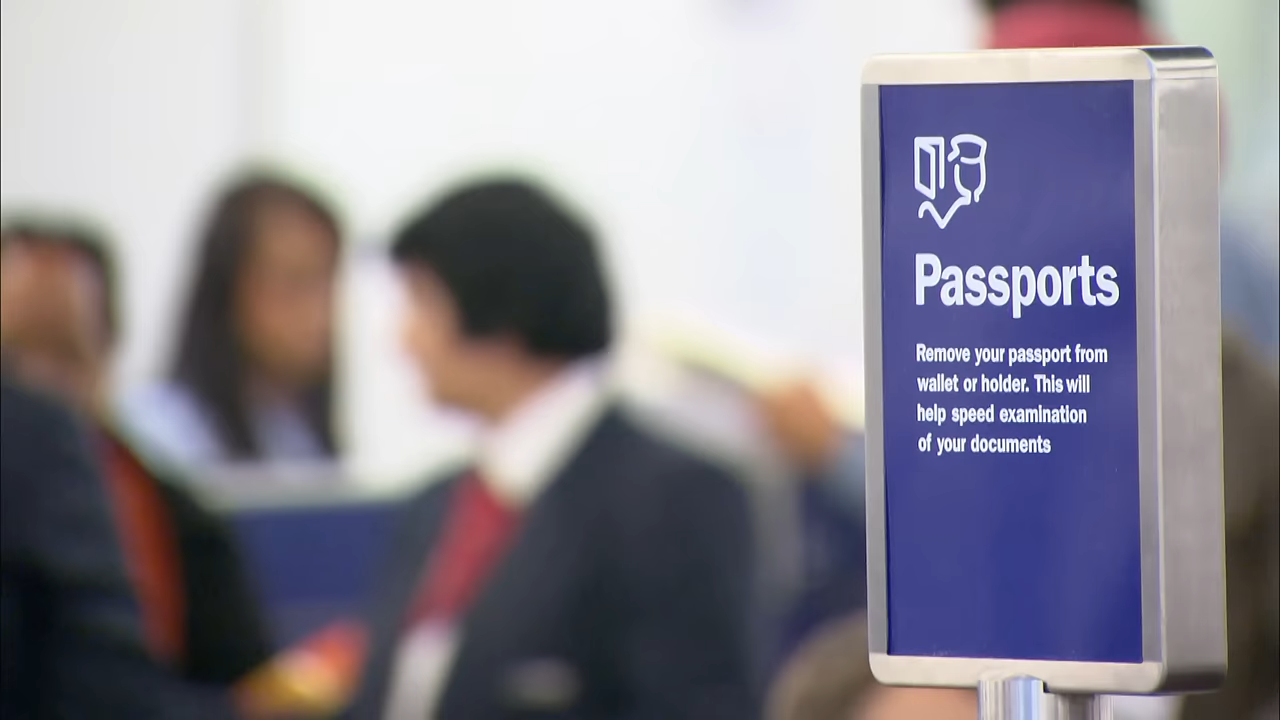 Passports
Remove your passport from
wallet or holder. This will
help speed examination
of your documents